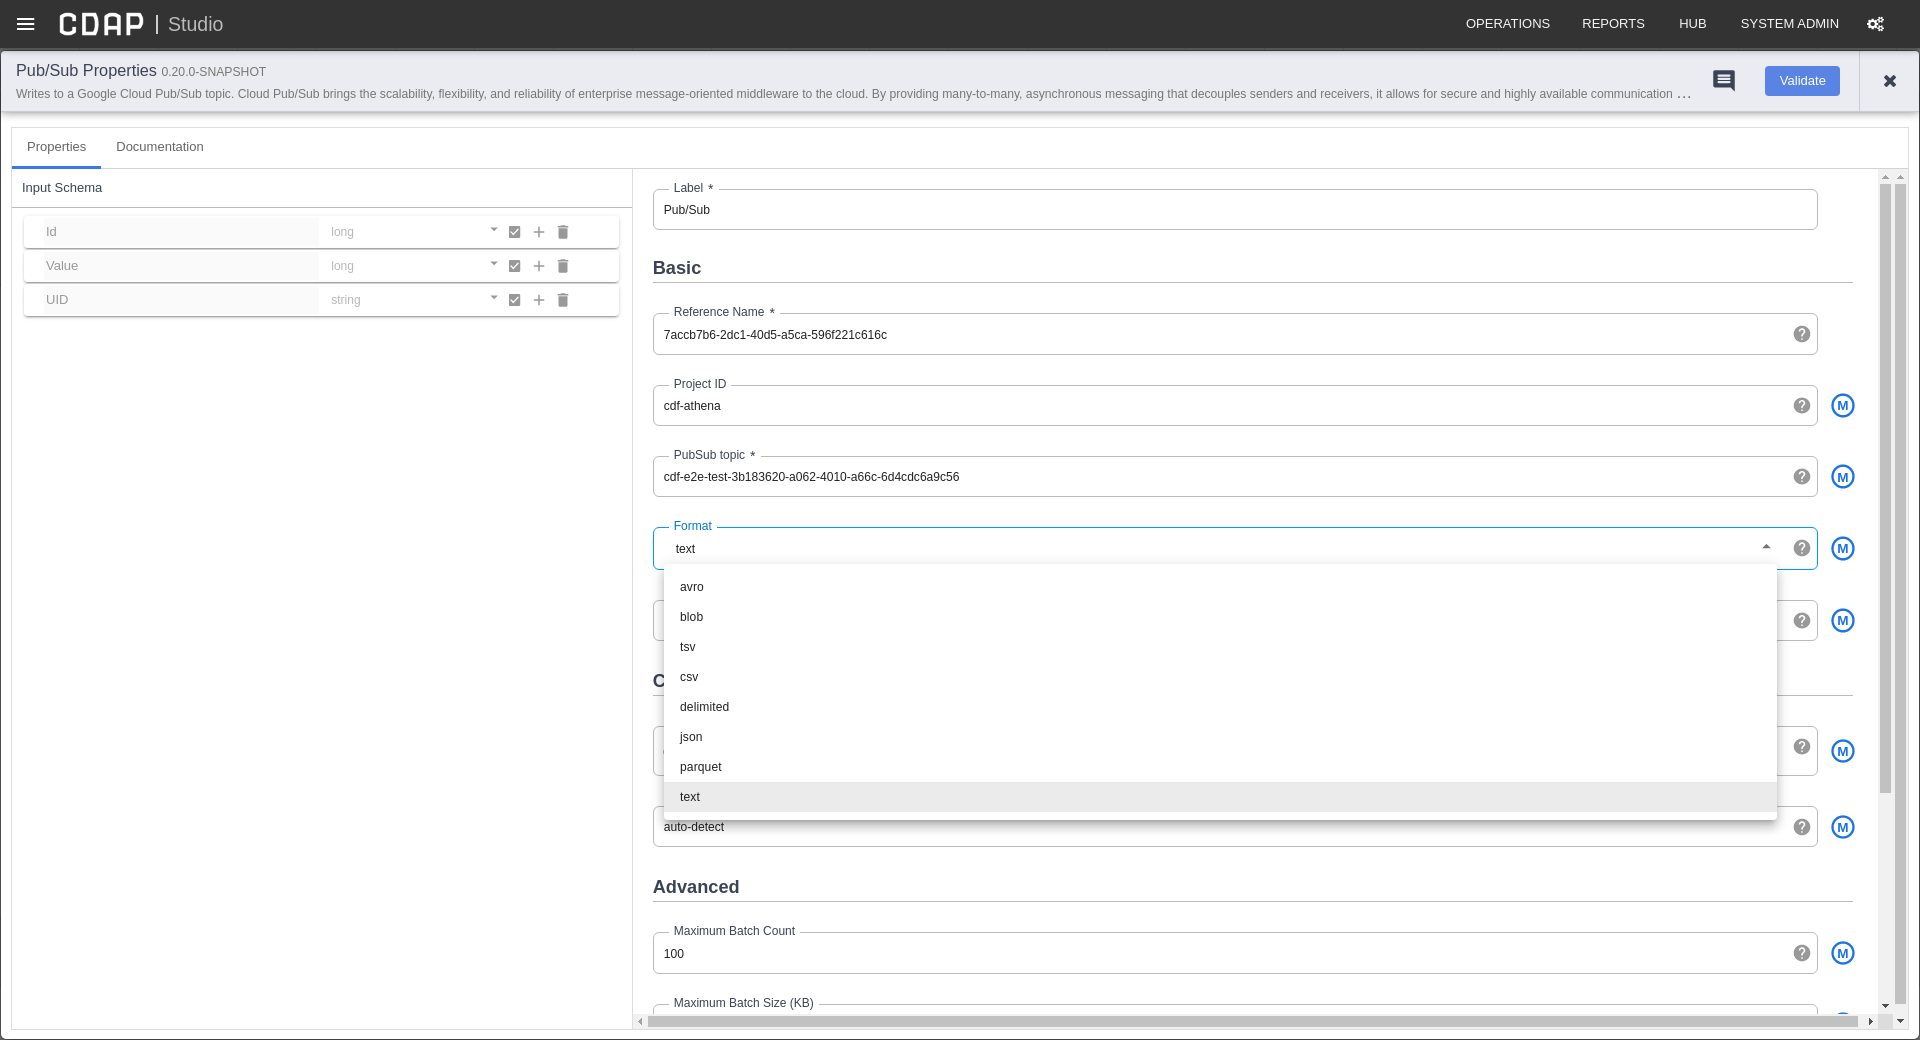 CDAP | Studio
OPERATIONS
REPORTS
HUB
SYSTEM ADMIN
Pub/Sub Properties 0.20.0-SNAPSHOT
Writes to a Google Cloud Pub/Sub topic. Cloud Pub/Sub brings the scalability, flexibility, and reliability of enterprise message-oriented middleware to the cloud. By providing many-to-many, asynchronous messaging that decouples senders and receivers, it allows for secure and highly available communication ...
Validate
Properties
Documentation
Input Schema
Id
long
Value
long
UID
string
Label *
Pub/Sub
Basic
Reference Name *
7accb7b6-2dc1-40d5-a5ca-596f221c616c
Project ID
cdf-athena
M
PubSub topic *
cdf-e2e-test-3b183620-a062-4010-a66c-6d4cdc6a9c56
M
Format
text
M
avro
blob
M
tsv
csv
C
delimited
json
M
parquet
text
auto-detect
M
Advanced
Maximum Batch Count
100
M
Maximum Batch Size (KB)